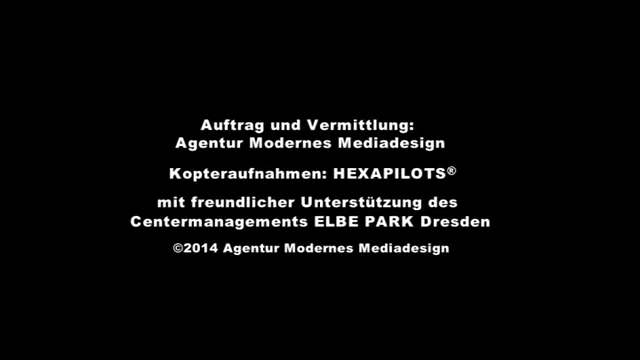 Auftrag und Vermittlung:
Agentur Modernes Mediadesign
Kopteraufnahmen: HEXAPILOTS®
mit freundlicher Unterstützung des
Centermanagements ELBE PARK Dresden
©2014 Agentur Modernes Mediadesign